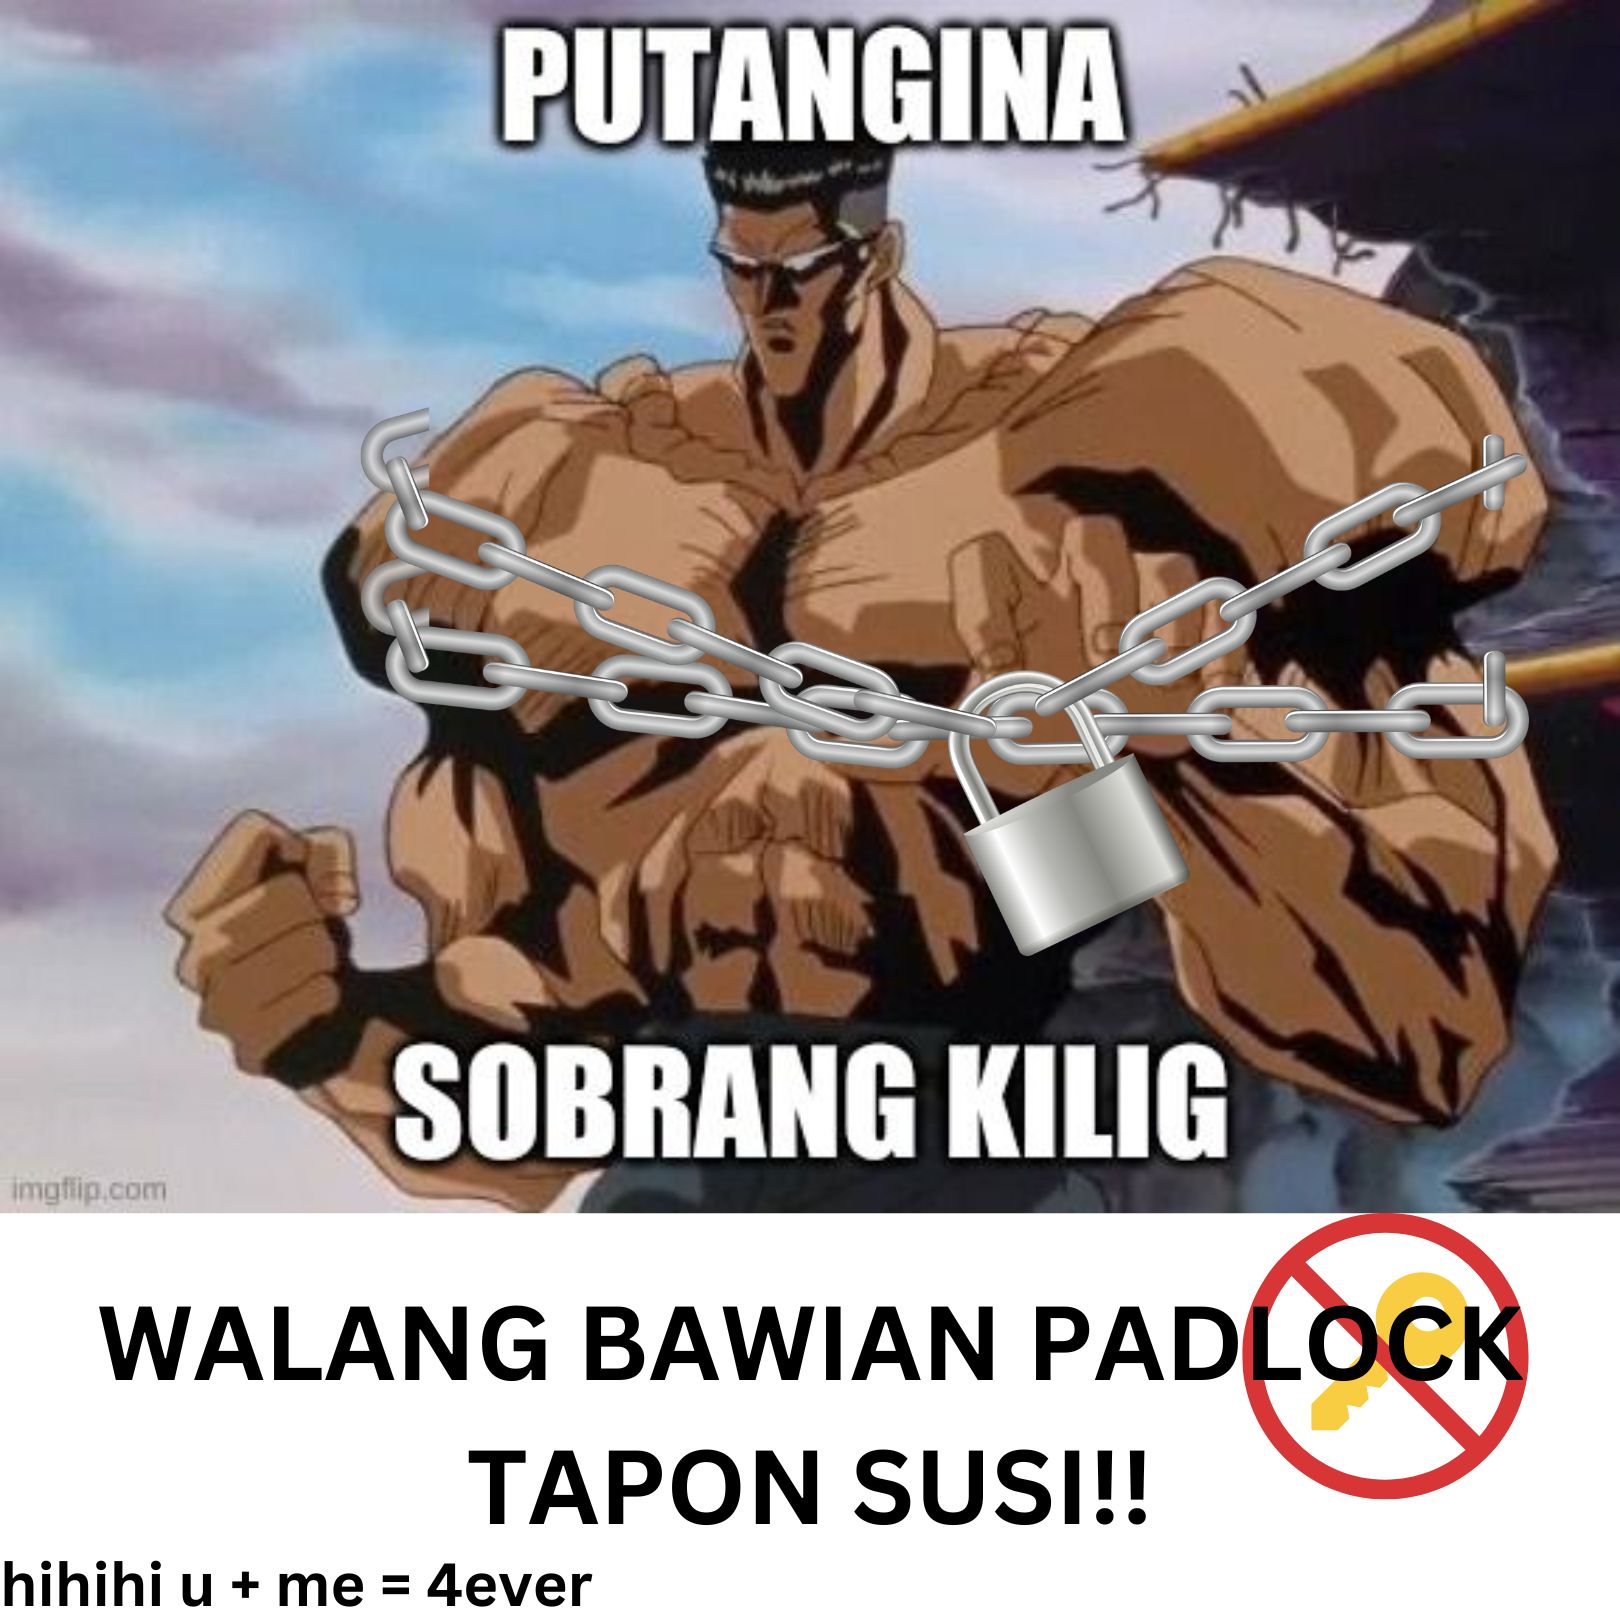 PUTANGINA
SOBRANG KILIG
imgflip.com
WALANG BAWIAN PADLOCK
TAPON SUSI!!
hihihi u + me = 4ever